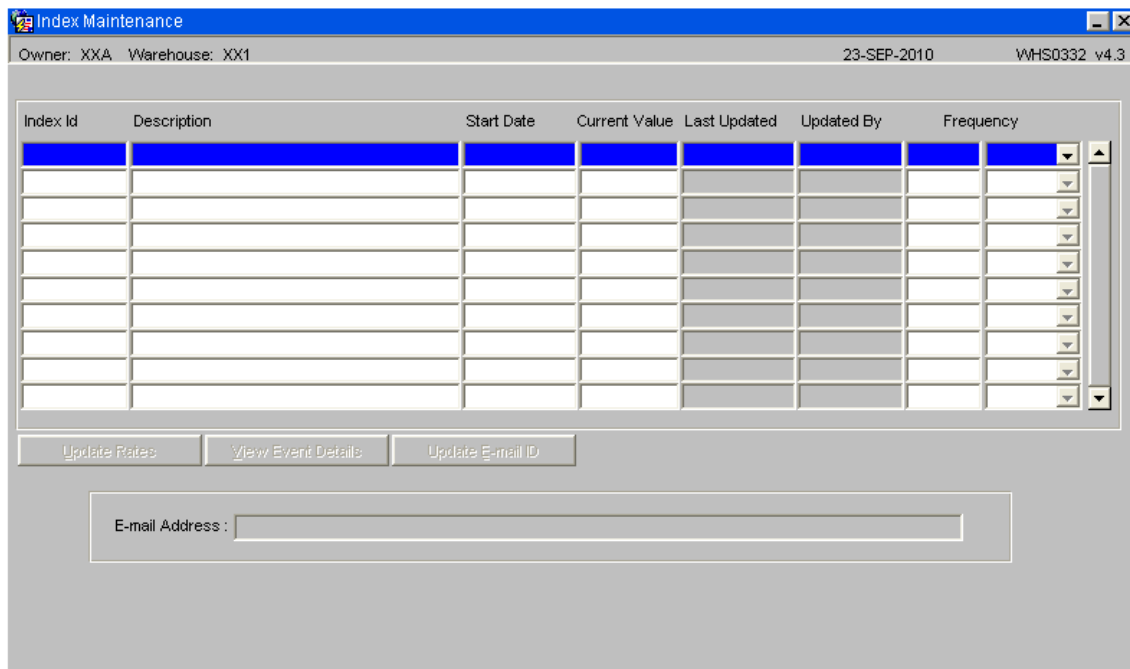 Index Maintenance
Owner: XXA Warehouse: XX1 23-SEP-2010 WHS0332 v4.3
Index Id Description Start Date Current Value Last Updated Updated By Frequency
Update Rates View Event Details Update E-mail ID
E-mail Address :